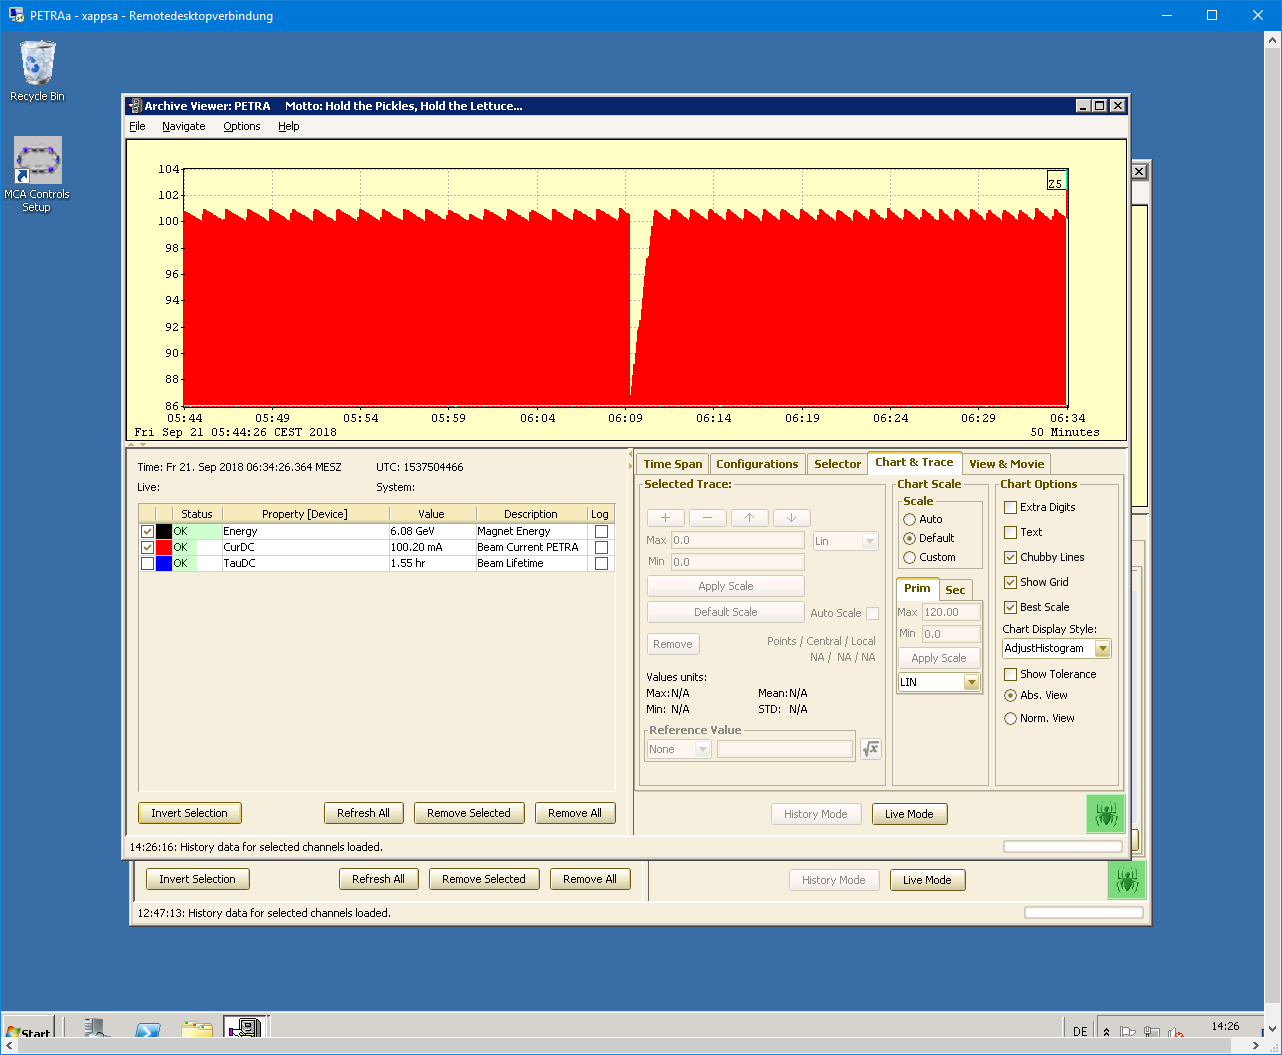 PETRAa - xappsa - Remotedesktopverbindung
Recycle Bin
MCA Controls
Setup
Archive Viewer: PETRA Motto: Hold the Pickles, Hold the Lettuce...
File Navigate Options Help
104
102
100
98
96
94
92
90
88
86
Z5
05:44 05:49 05:54 05:59 06:04 06:09 06:14 06:19 06:24 06:29 06:34
Fri Sep 21 05:44:26 CEST 2018 50 Minutes
Time: Fr 21. Sep 2018 06:34:26.364 MESZ UTC: 1537504466
Live: System:
Status Property [Device] Value Description Log
OK Energy 6.08 GeV Magnet Energy
OK CurDC 100.20 mA Beam Current PETRA
OK TauDC 1.55 hr Beam Lifetime
Invert Selection Refresh All Remove Selected Remove All
Time Span Configurations Selector Chart & Trace View & Movie
Selected Trace:
+ − ↑ ↓
Max 0.0 Lin
Min 0.0
Apply Scale
Default Scale Auto Scale
Remove Points / Central / Local
NA / NA / NA
Values units:
Max: N/A Mean: N/A
Min: N/A STD: N/A
Reference Value
None √x
Chart Scale
Scale
Auto
Default
Custom
Prim Sec
Max 120.00
Min 0.0
Apply Scale
LIN
Chart Options
Extra Digits
Text
Chubby Lines
Show Grid
Best Scale
Chart Display Style:
AdjustHistogram
Show Tolerance
Abs. View
Norm. View
History Mode Live Mode
14:26:16: History data for selected channels loaded.
Invert Selection Refresh All Remove Selected Remove All History Mode Live Mode
12:47:13: History data for selected channels loaded.
Start DE 14:26